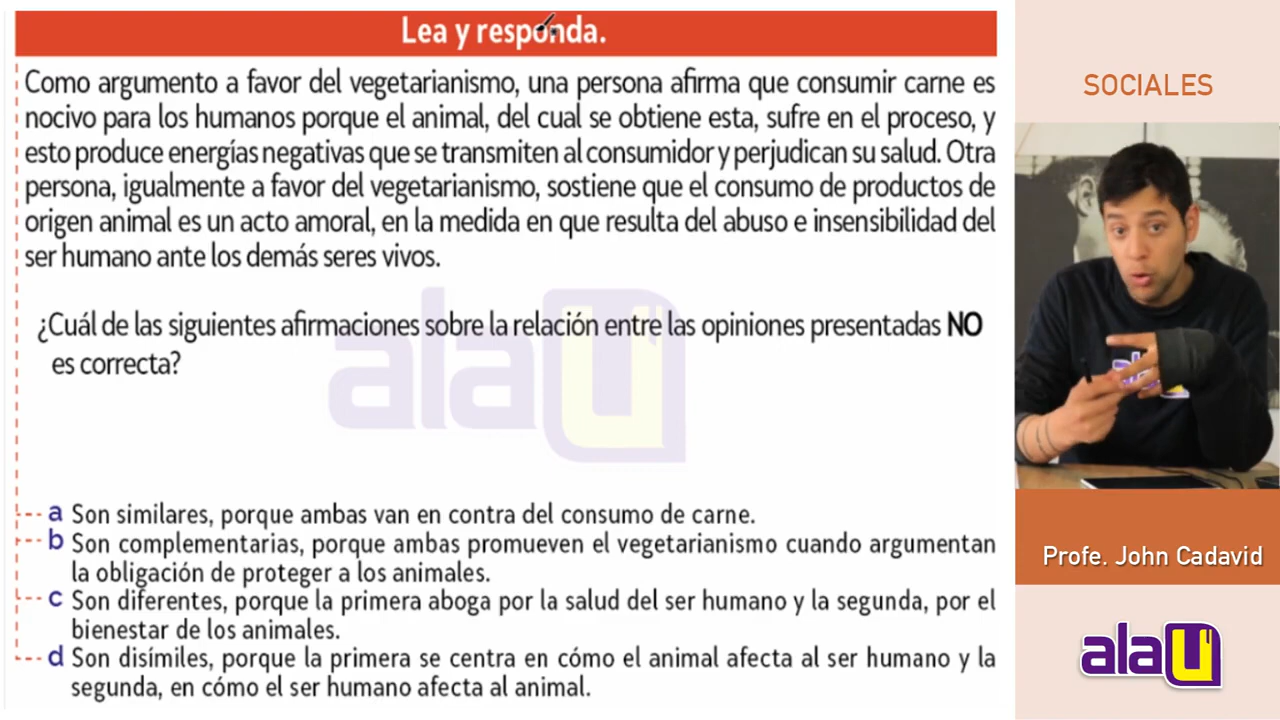 Lea y responda.
Como argumento a favor del vegetarianismo, una persona afirma que consumir carne es
nocivo para los humanos porque el animal, del cual se obtiene esta, sufre en el proceso, y
esto produce energías negativas que se transmiten al consumidor y perjudican su salud. Otra
persona, igualmente a favor del vegetarianismo, sostiene que el consumo de productos de
origen animal es un acto amoral, en la medida en que resulta del abuso e insensibilidad del
ser humano ante los demás seres vivos.
¿Cuál de las siguientes afirmaciones sobre la relación entre las opiniones presentadas NO
es correcta?
alaU
a Son similares, porque ambas van en contra del consumo de carne.
b Son complementarias, porque ambas promueven el vegetarianismo cuando argumentan
la obligación de proteger a los animales.
c Son diferentes, porque la primera aboga por la salud del ser humano y la segunda, por el
bienestar de los animales.
d Son disímiles, porque la primera se centra en cómo el animal afecta al ser humano y la
segunda, en cómo el ser humano afecta al animal.
SOCIALES
Profe. John Cadavid
alaU